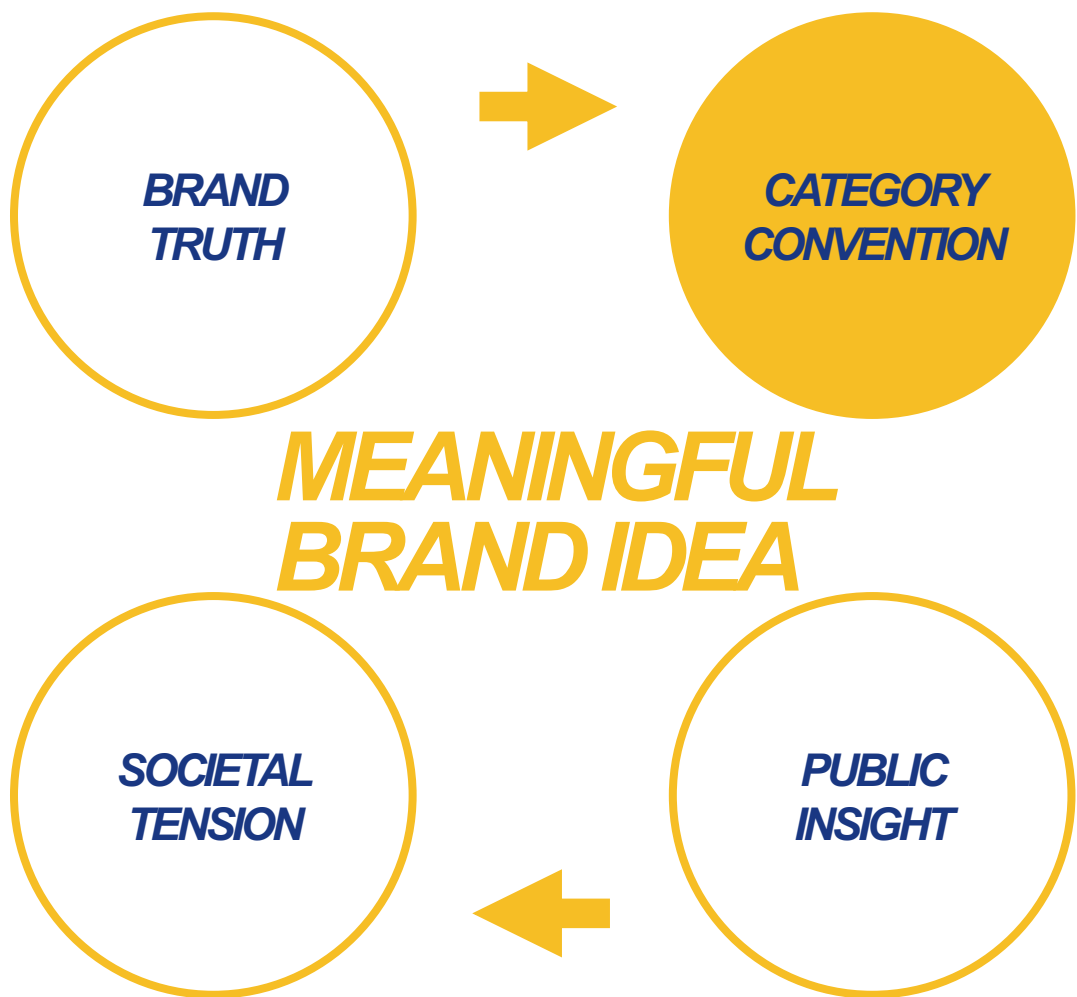 BRAND
TRUTH
CATEGORY
CONVENTION
MEANINGFUL
BRAND IDEA
SOCIETAL
TENSION
PUBLIC
INSIGHT